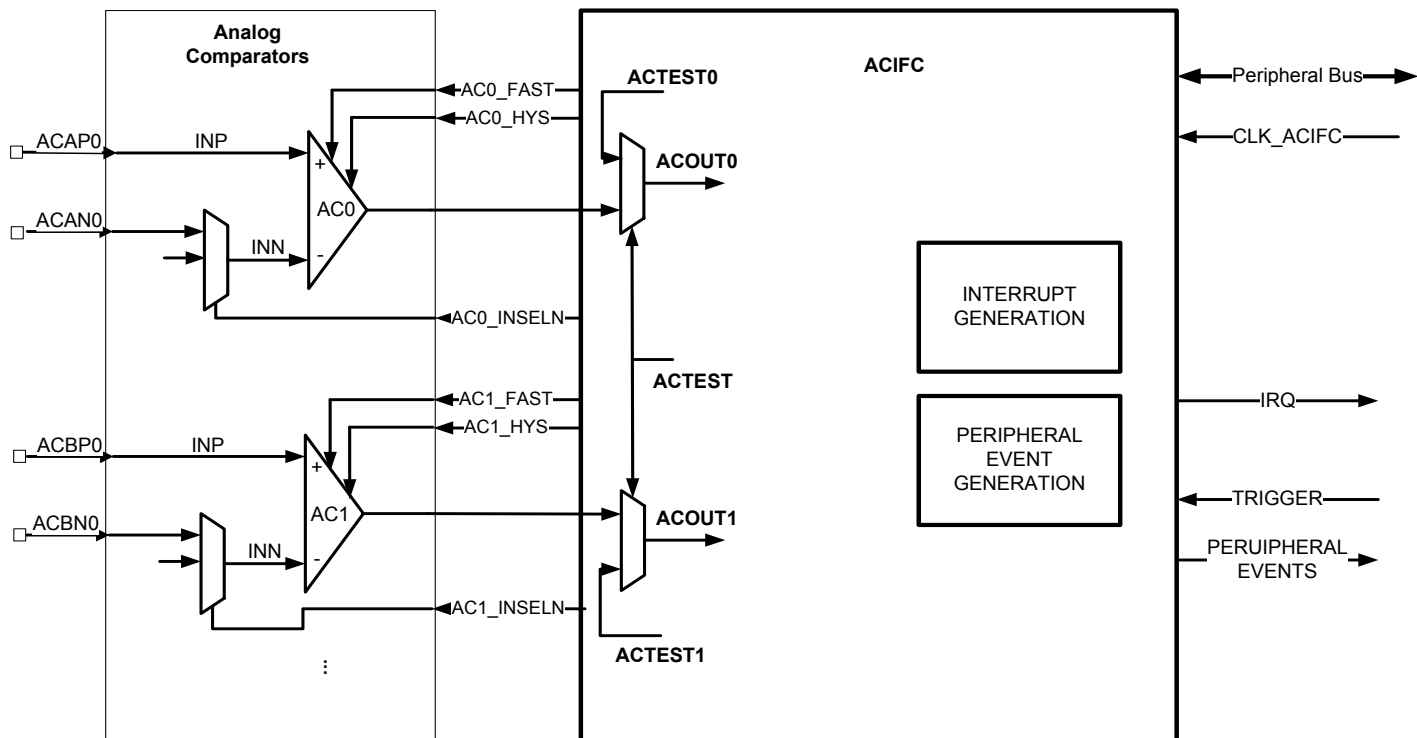 Analog
Comparators
ACIFC
AC0_FAST
ACTEST0
Peripheral Bus
AC0_HYS
CLK_ACIFC
ACAP0
INP
+
ACOUT0
AC0
ACAN0
INN
-
INTERRUPT
GENERATION
AC0_INSELN
ACTEST
AC1_FAST
IRQ
AC1_HYS
ACBP0
INP
PERIPHERAL
EVENT
GENERATION
+
TRIGGER
AC1
ACOUT1
ACBN0
INN
-
PERUIPHERAL
EVENTS
AC1_INSELN
ACTEST1
...